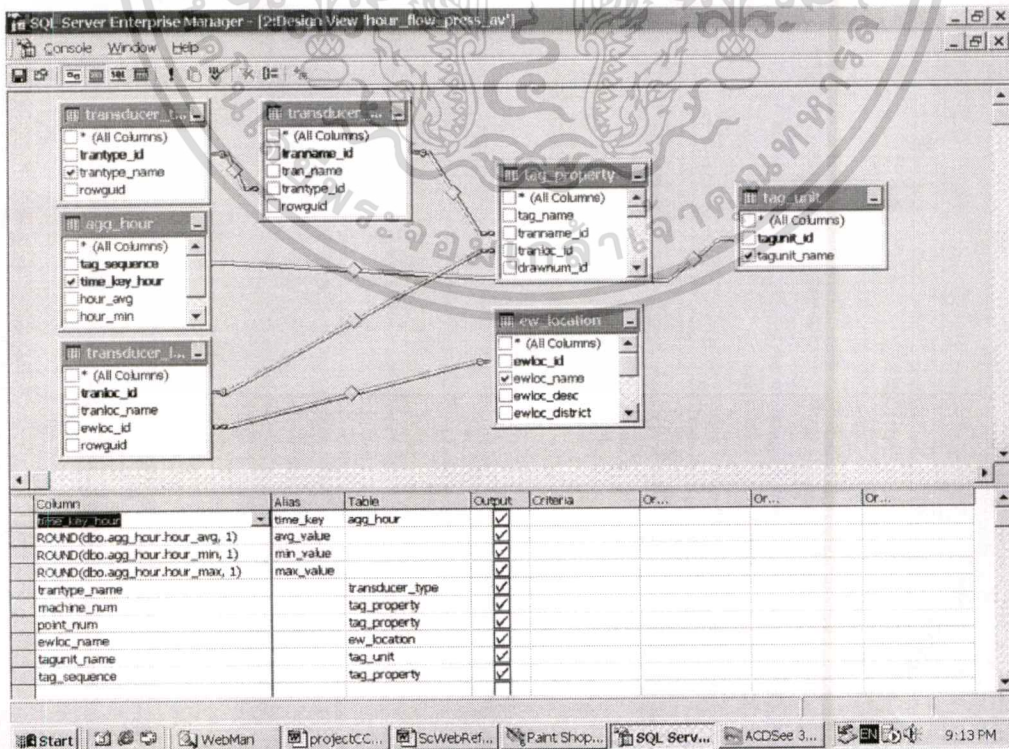 SQL Server Enterprise Manager - [2:Design View 'hour_flow_press_av']
Console Window Help
transducer_t...
* (All Columns)
trantype_id
trantype_name
rowguid
transducer_...
* (All Columns)
tranname_id
tran_name
trantype_id
rowguid
agg_hour
* (All Columns)
tag_sequence
time_key_hour
hour_avg
hour_min
transducer_l...
* (All Columns)
tranloc_id
tranloc_name
ewloc_id
rowguid
tag_property
* (All Columns)
tag_name
tranname_id
tranloc_id
drawnum_id
tag_unit
* (All Columns)
tagunit_id
tagunit_name
ew_location
* (All Columns)
ewloc_id
ewloc_name
ewloc_desc
ewloc_district
Column Alias Table Output Criteria Or... Or... Or...
time_key_hour time_key agg_hour
ROUND(dbo.agg_hour.hour_avg, 1) avg_value
ROUND(dbo.agg_hour.hour_min, 1) min_value
ROUND(dbo.agg_hour.hour_max, 1) max_value
trantype_name transducer_type
machine_num tag_property
point_num tag_property
ewloc_name ew_location
tagunit_name tag_unit
tag_sequence tag_property
Start WebMan projectCC... ScWebRef... Paint Shop... SQL Serv... ACDSee 3... EN 9:13 PM